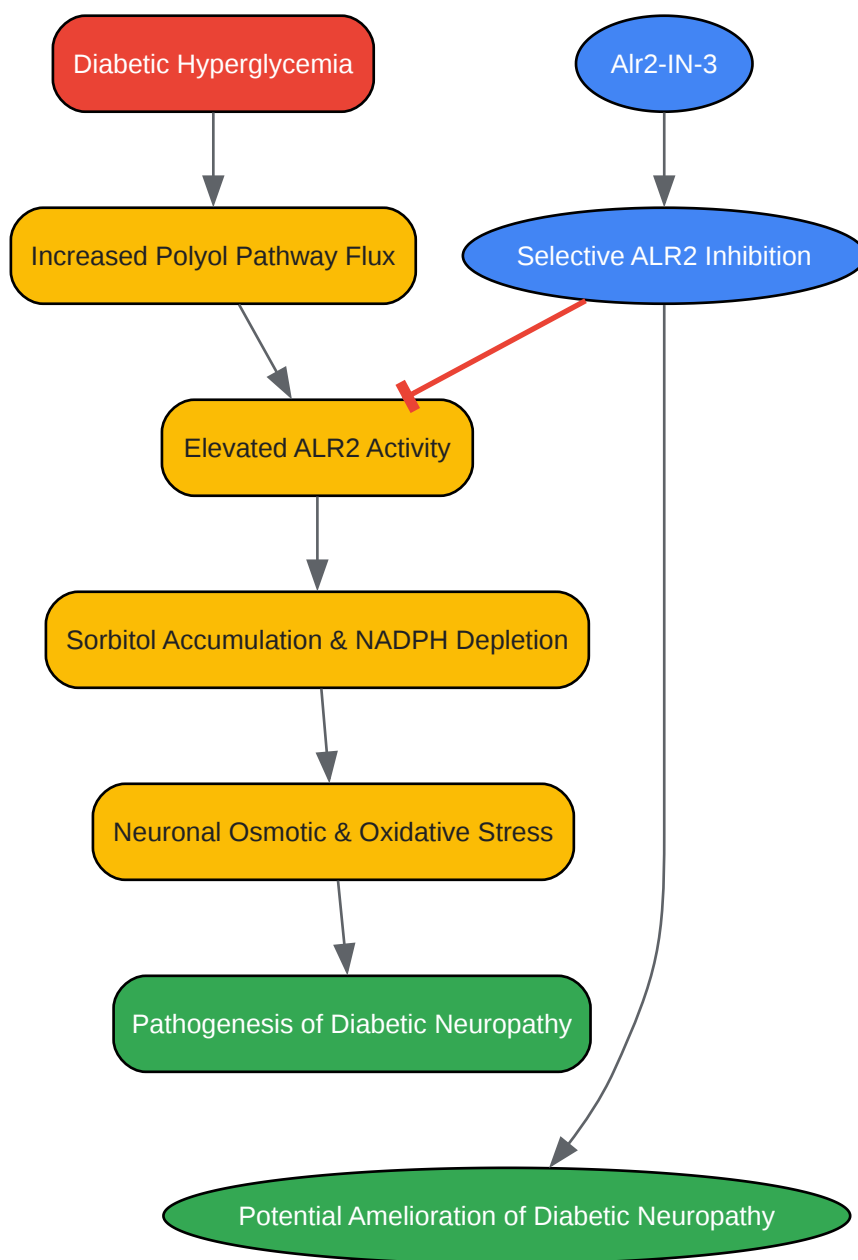 Diabetic Hyperglycemia
Alr2-IN-3
Increased Polyol Pathway Flux
Selective ALR2 Inhibition
Elevated ALR2 Activity
Sorbitol Accumulation & NADPH Depletion
Neuronal Osmotic & Oxidative Stress
Pathogenesis of Diabetic Neuropathy
Potential Amelioration of Diabetic Neuropathy